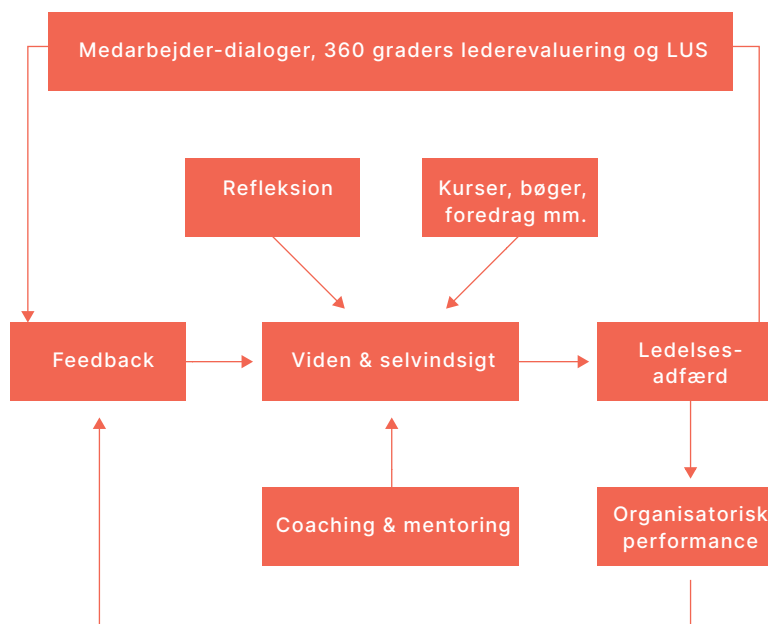 Medarbejder-dialoger, 360 graders lederevaluering og LUS
Refleksion
Kurser, bøger,
foredrag mm.
Feedback
Viden & selvindsigt
Ledelses-
adfærd
Coaching & mentoring
Organisatorisk
performance